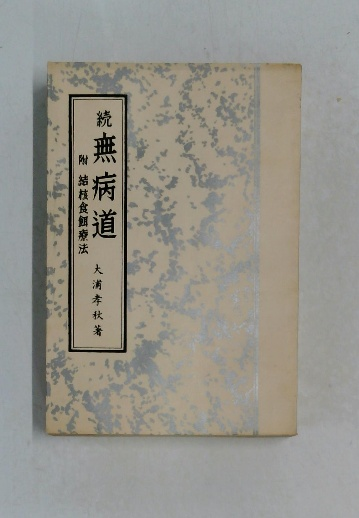 続 無病道
附 結核食餌療法
大浦孝秋著